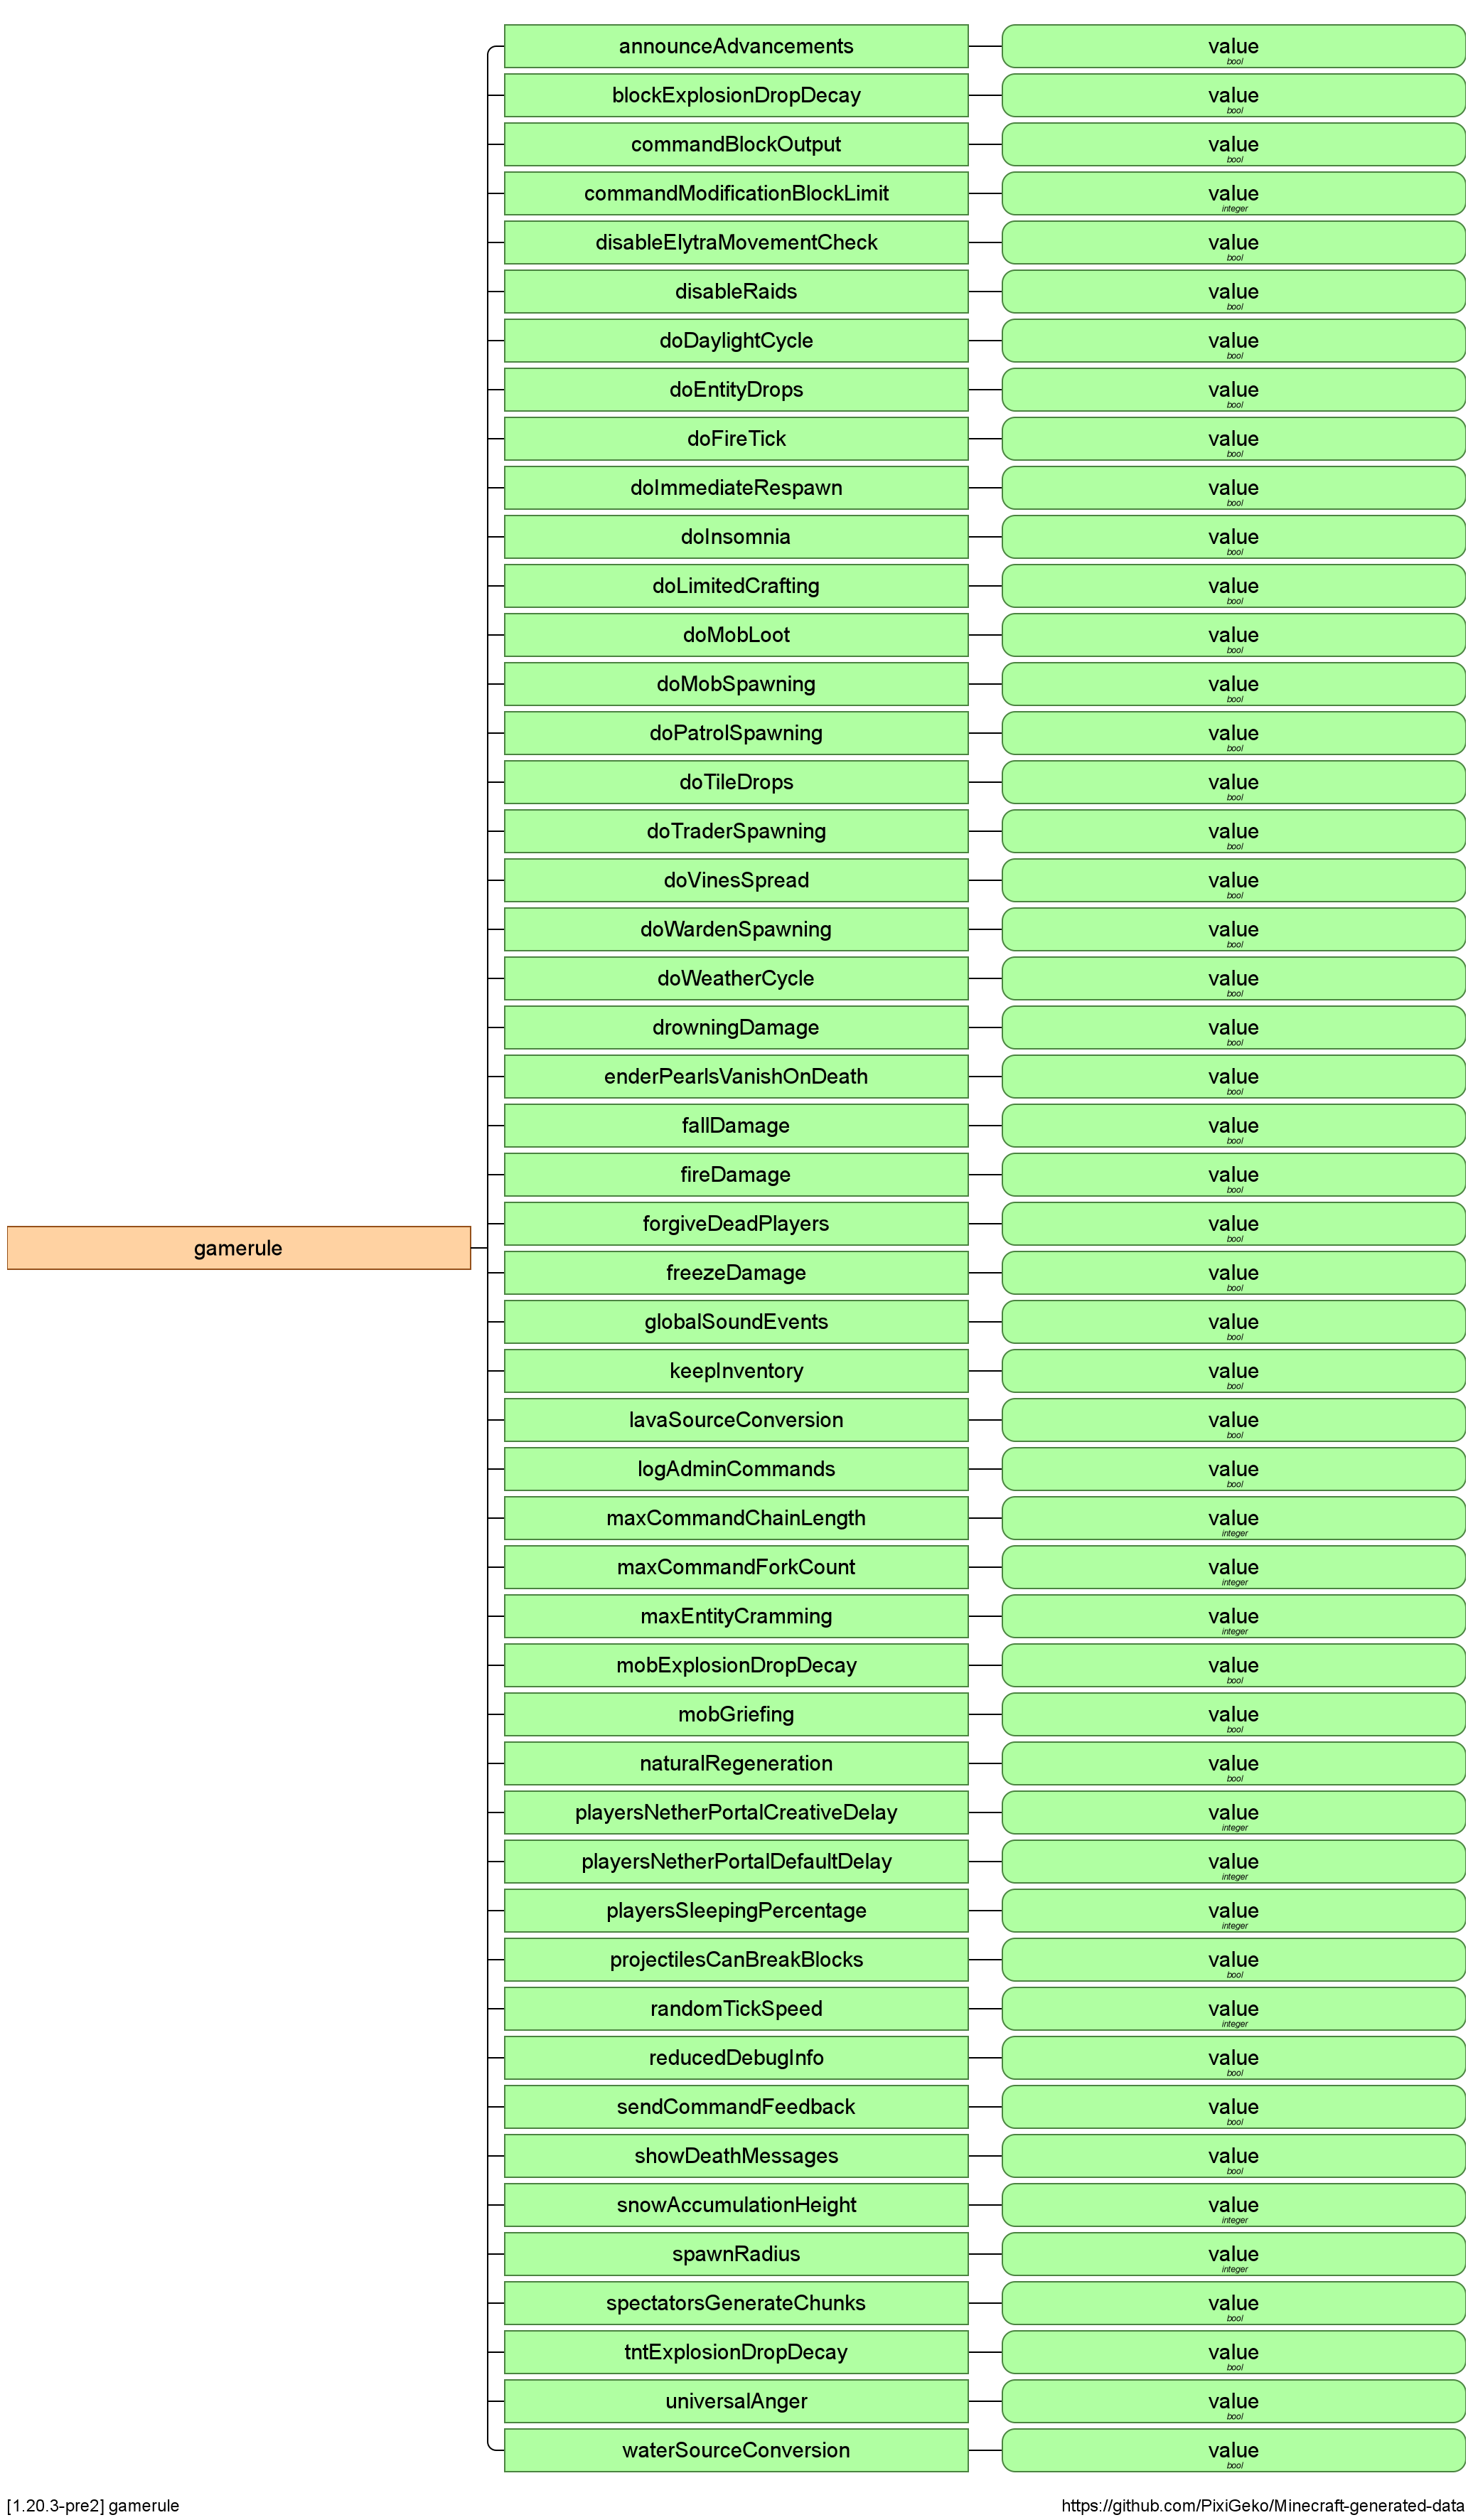 announceAdvancements value
bool
blockExplosionDropDecay value
bool
commandBlockOutput value
bool
commandModificationBlockLimit value
integer
disableElytraMovementCheck value
bool
disableRaids value
bool
doDaylightCycle value
bool
doEntityDrops value
bool
doFireTick value
bool
doImmediateRespawn value
bool
doInsomnia value
bool
doLimitedCrafting value
bool
doMobLoot value
bool
doMobSpawning value
bool
doPatrolSpawning value
bool
doTileDrops value
bool
doTraderSpawning value
bool
doVinesSpread value
bool
doWardenSpawning value
bool
doWeatherCycle value
bool
drowningDamage value
bool
enderPearlsVanishOnDeath value
bool
fallDamage value
bool
fireDamage value
bool
forgiveDeadPlayers value
bool
gamerule
freezeDamage value
bool
globalSoundEvents value
bool
keepInventory value
bool
lavaSourceConversion value
bool
logAdminCommands value
bool
maxCommandChainLength value
integer
maxCommandForkCount value
integer
maxEntityCramming value
integer
mobExplosionDropDecay value
bool
mobGriefing value
bool
naturalRegeneration value
bool
playersNetherPortalCreativeDelay value
integer
playersNetherPortalDefaultDelay value
integer
playersSleepingPercentage value
integer
projectilesCanBreakBlocks value
bool
randomTickSpeed value
integer
reducedDebugInfo value
bool
sendCommandFeedback value
bool
showDeathMessages value
bool
snowAccumulationHeight value
integer
spawnRadius value
integer
spectatorsGenerateChunks value
bool
tntExplosionDropDecay value
bool
universalAnger value
bool
waterSourceConversion value
bool
[1.20.3-pre2] gamerule https://github.com/PixiGeko/Minecraft-generated-data